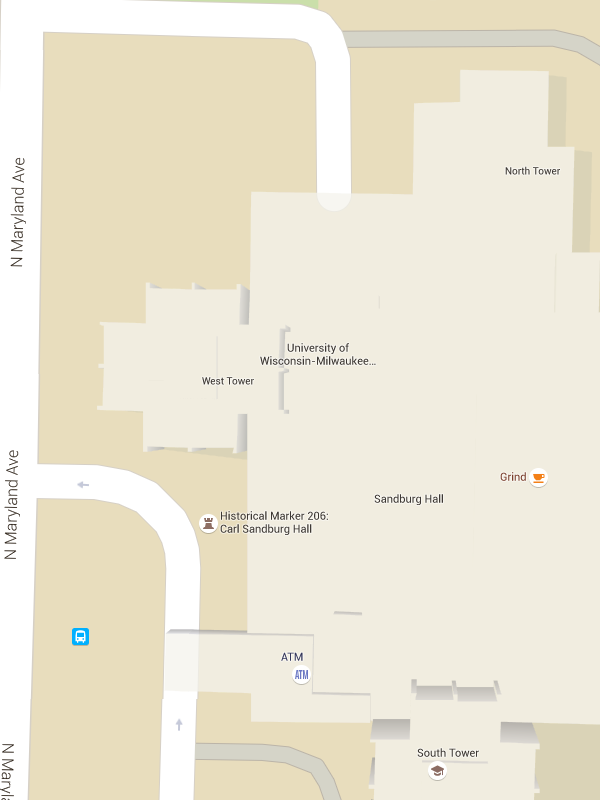 North Tower
N Maryland Ave
University of
Wisconsin-Milwaukee...
West Tower
Grind
Sandburg Hall
N Maryland Ave
Historical Marker 206:
Carl Sandburg Hall
ATM
ATM
South Tower
N Maryla